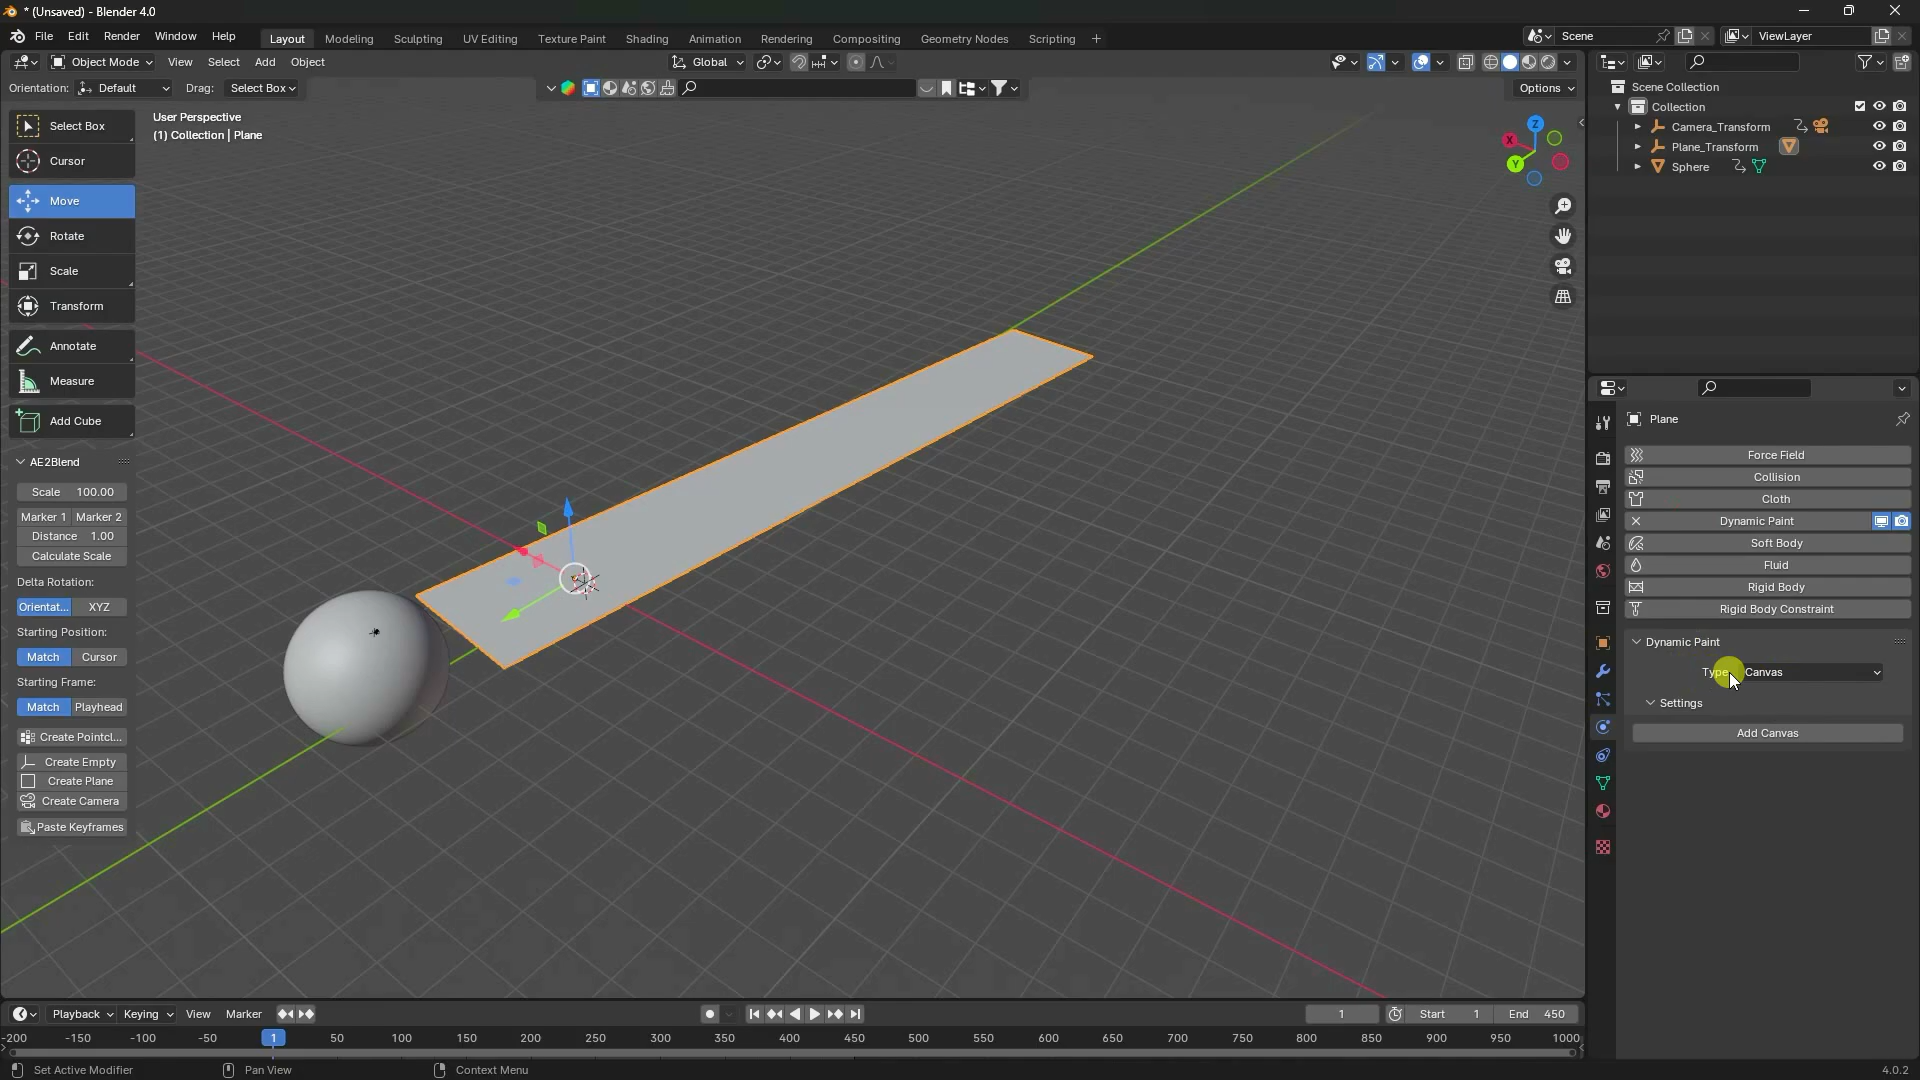 * (Unsaved) - Blender 4.0
File Edit Render Window Help Layout Modeling Sculpting UV Editing Texture Paint Shading Animation Rendering Compositing Geometry Nodes Scripting + Scene ViewLayer
Object Mode View Select Add Object Global
Orientation: Default Drag: Select Box Options
User Perspective
(1) Collection | Plane
Select Box
Cursor
Move
Rotate
Scale
Transform
Annotate
Measure
Add Cube
AE2Blend
Scale 100.00
Marker 1 Marker 2
Distance 1.00
Calculate Scale
Delta Rotation:
Orientat... XYZ
Starting Position:
Match Cursor
Starting Frame:
Match Playhead
Create Pointcl...
Create Empty
Create Plane
Create Camera
Paste Keyframes
Z
X
Y
Scene Collection
Collection
Camera_Transform
Plane_Transform
Sphere
Plane
Force Field
Collision
Cloth
Dynamic Paint
Soft Body
Fluid
Rigid Body
Rigid Body Constraint
Dynamic Paint
Type Canvas
Settings
Add Canvas
Playback Keying View Marker 1 Start 1 End 450
-200 -150 -100 -50 1 50 100 150 200 250 300 350 400 450 500 550 600 650 700 750 800 850 900 950 1000
Set Active Modifier Pan View Context Menu 4.0.2